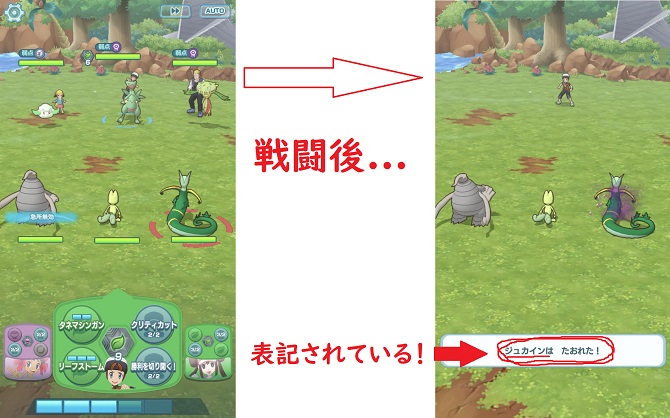 AUTO
弱点
弱点
6
戦闘後…
急所無効
タネマシンガン
クリティカット
2/2
9
リーフストーム
勝利を切り開く!
2/2
表記されている!
ジュカインは たおれた!